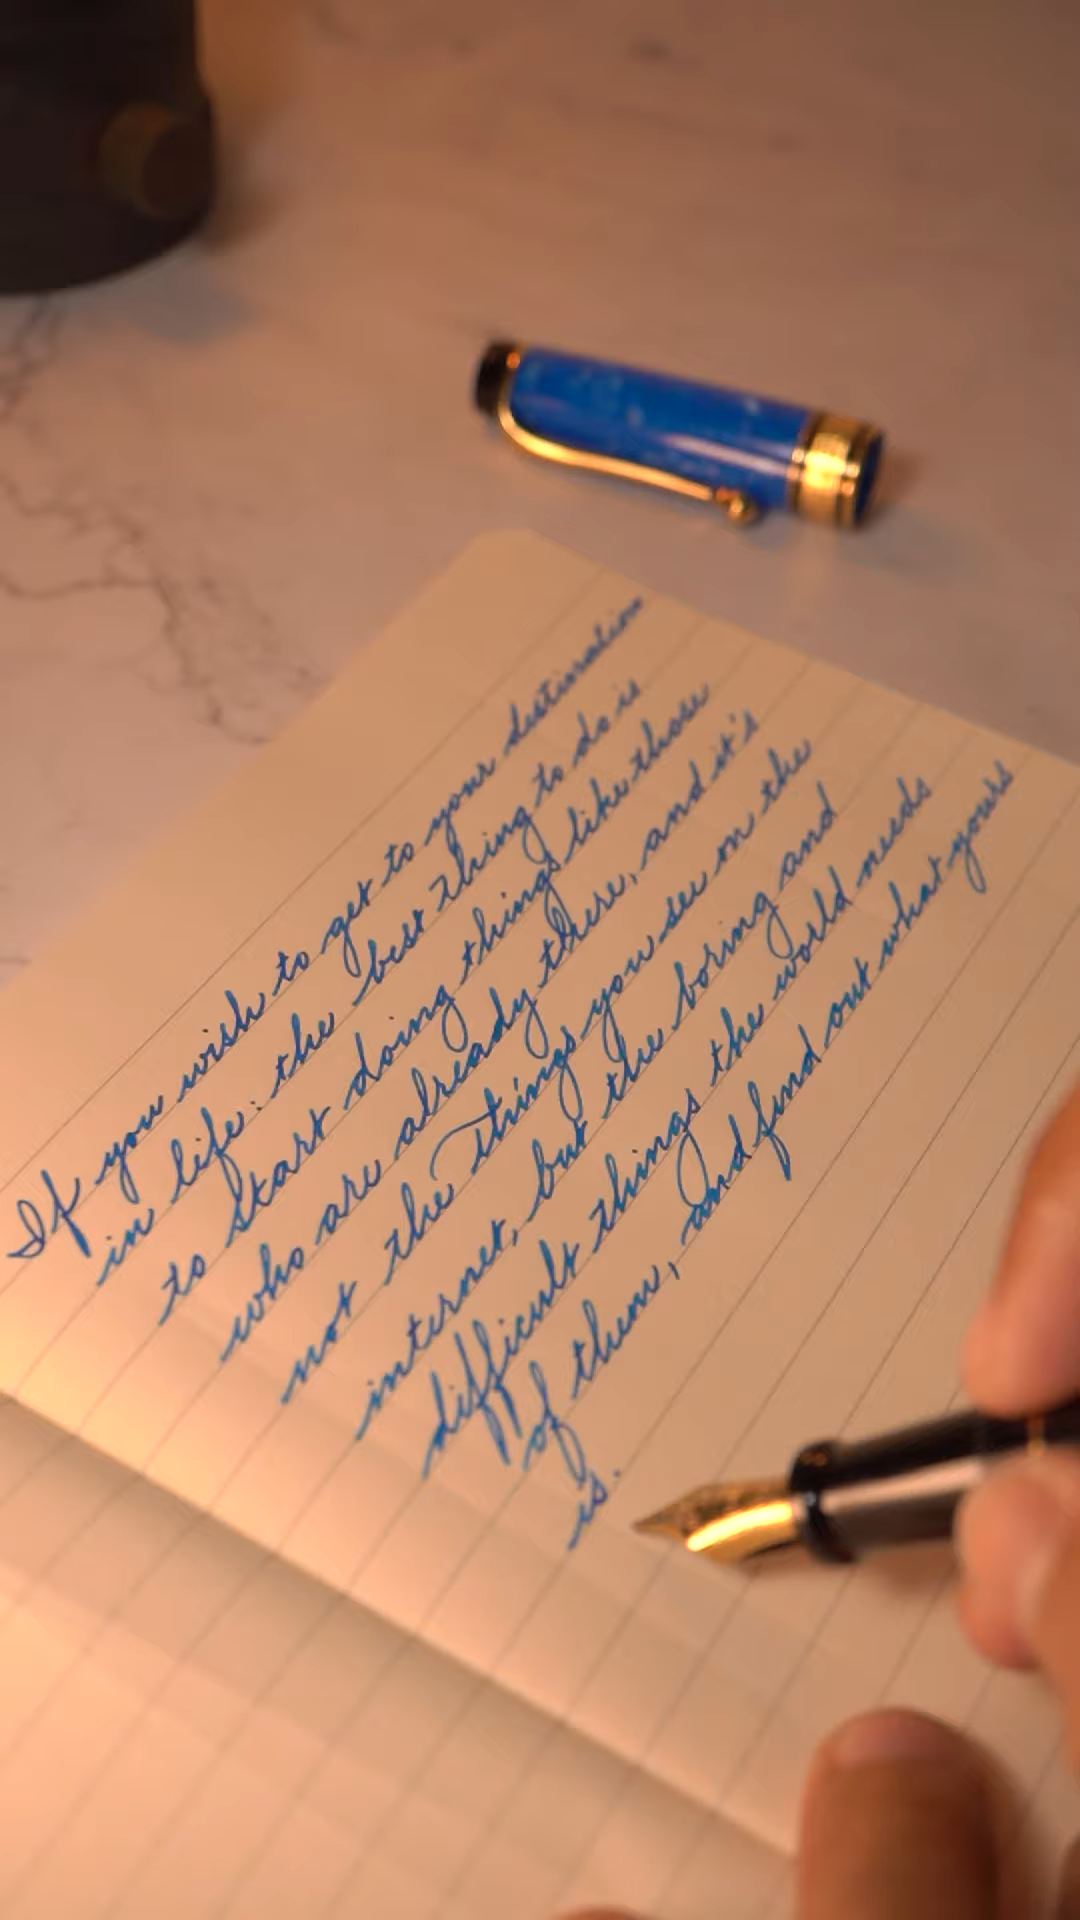 If you wish to get to your destination
in life: the best thing to do is
to start doing things like those
who are already there, and it's
not the things you see on the
internet, but the boring and
difficult things the world needs
of them, and find out what yours
is.